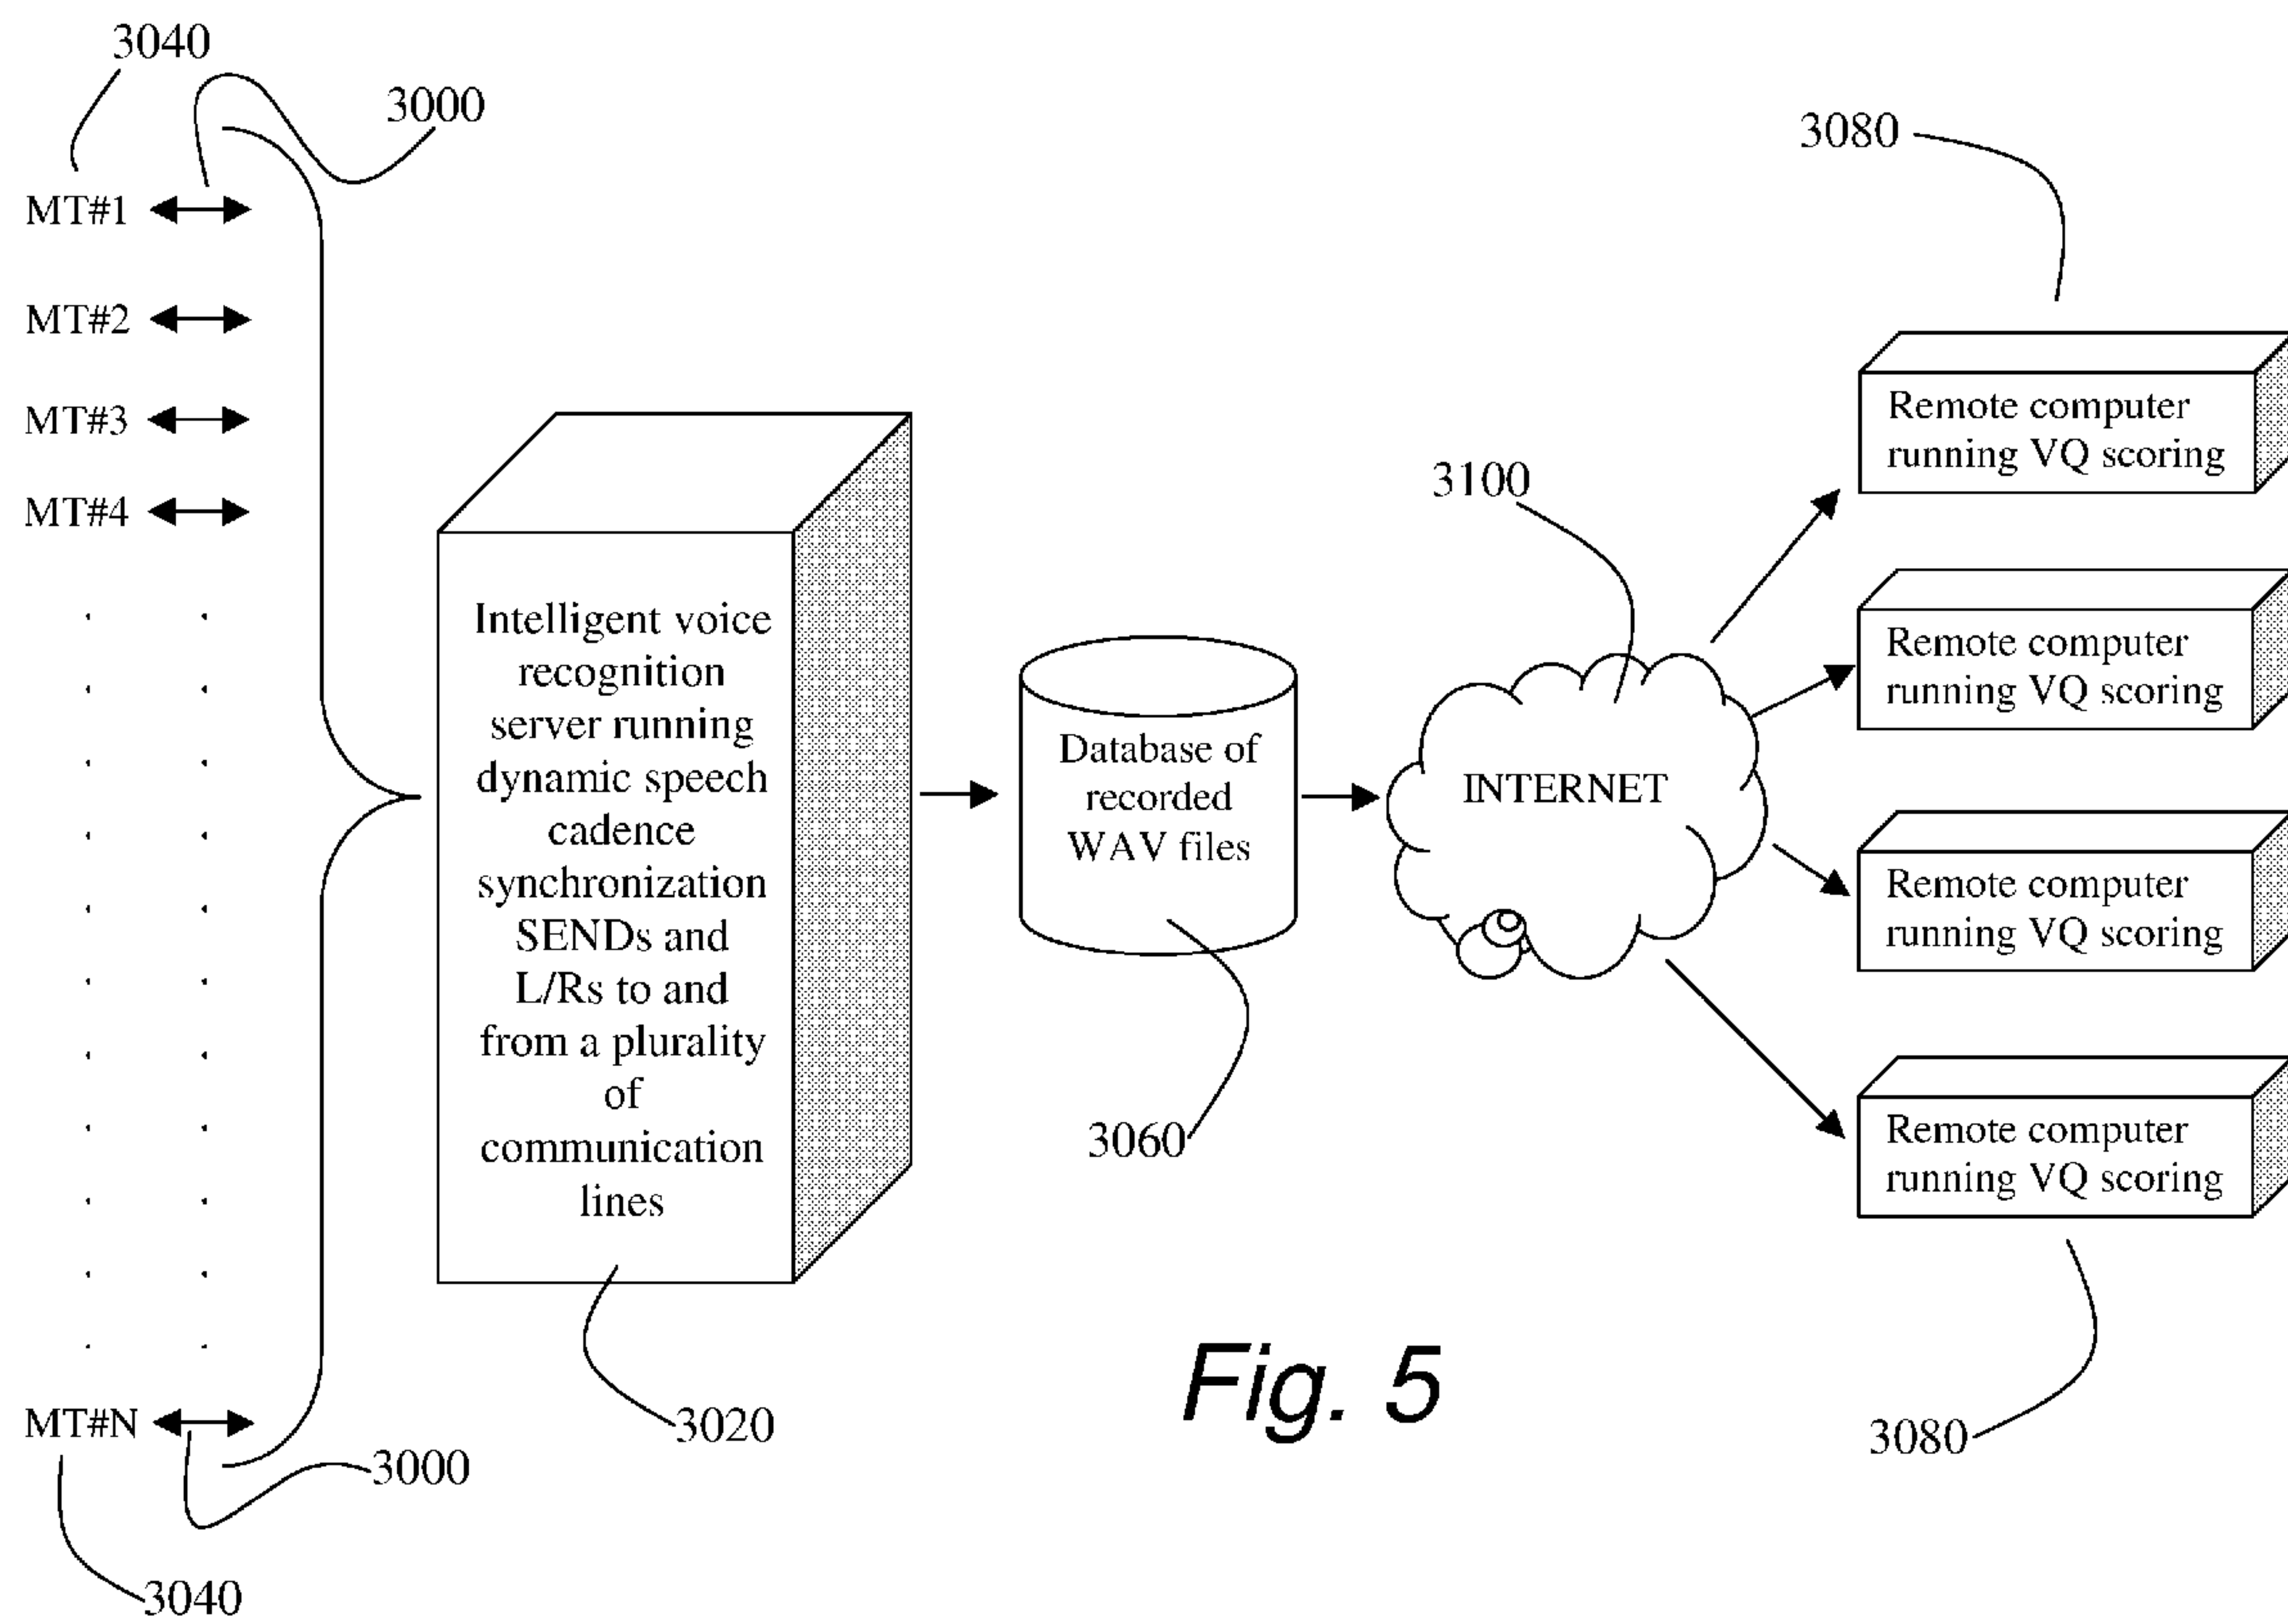 3040
3000
MT#1
MT#2
MT#3
MT#4
MT#N
3000
3040
Intelligent voice
recognition
server running
dynamic speech
cadence
synchronization
SENDs and
L/Rs to and
from a plurality
of
communication
lines
3020
Database of
recorded
WAV files
3060
3100
INTERNET
3080
Remote computer
running VQ scoring
Remote computer
running VQ scoring
Remote computer
running VQ scoring
Remote computer
running VQ scoring
3080
Fig. 5